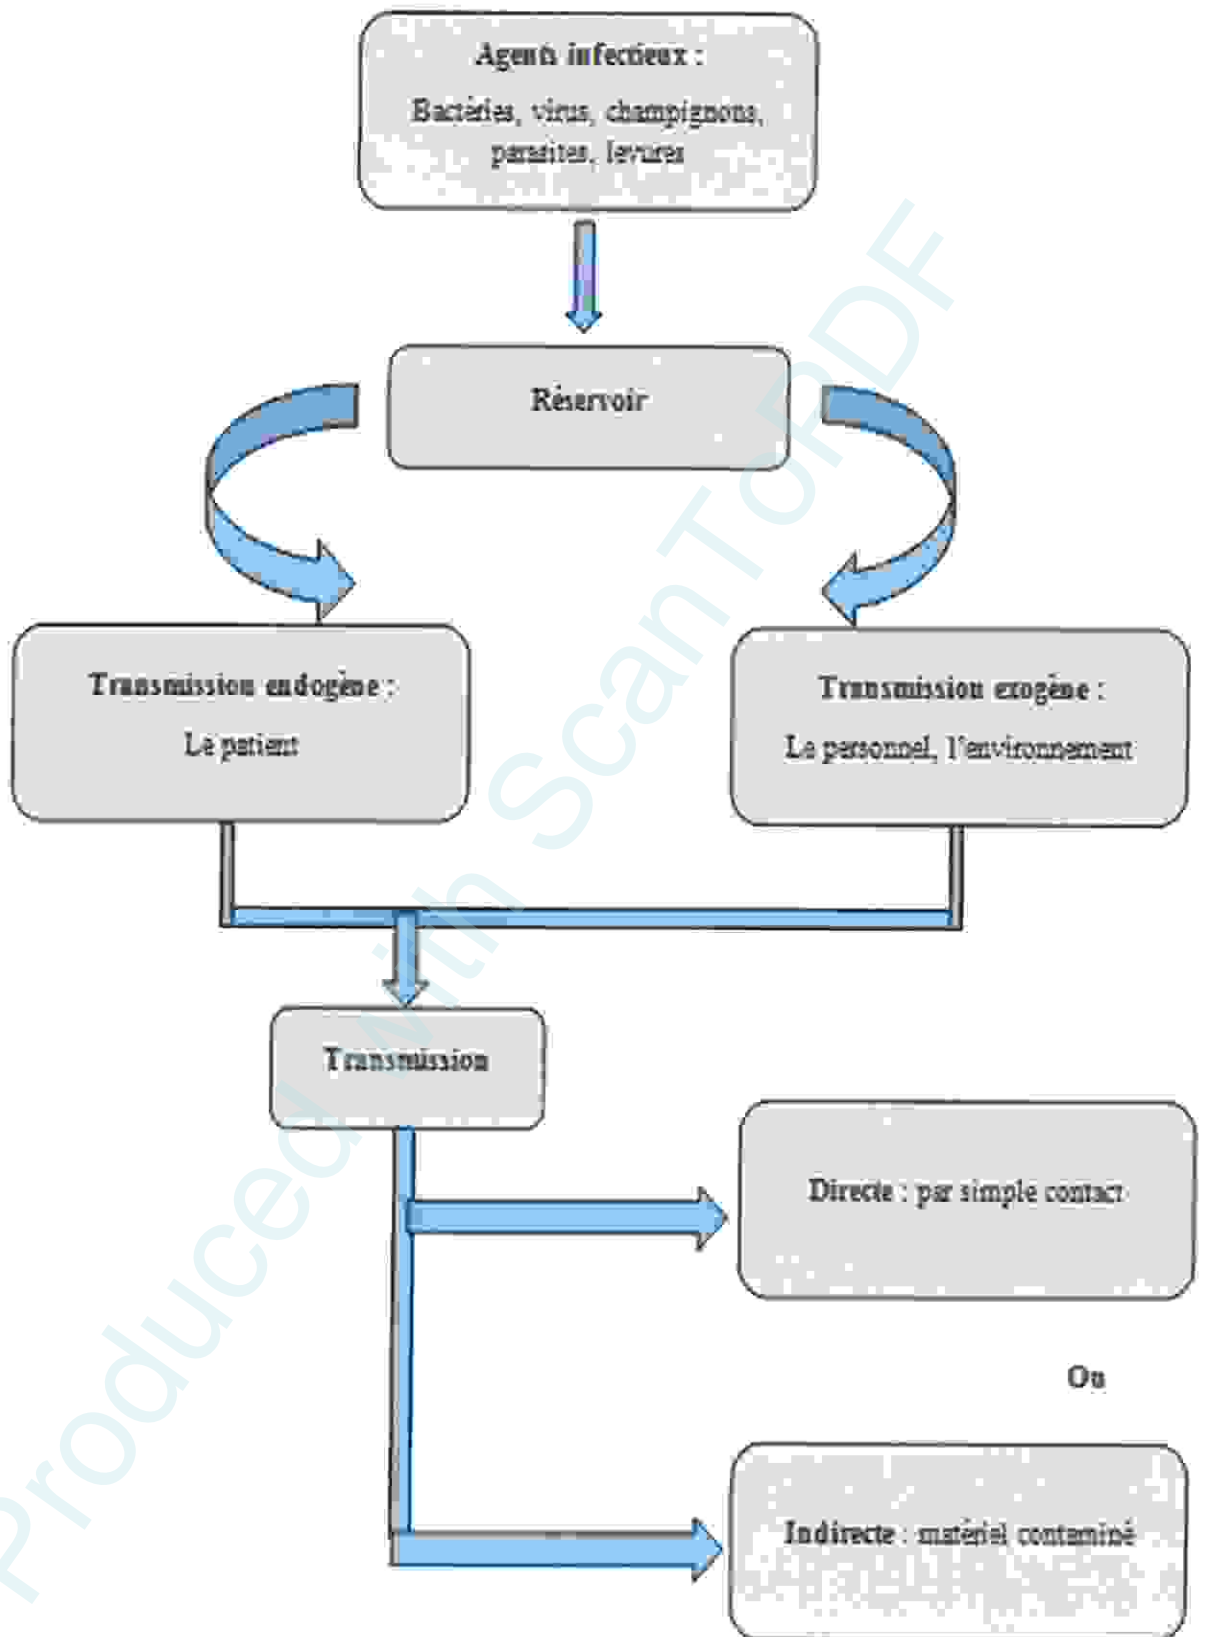 Agents infectieux :
Bactéries, virus, champignons,
parasites, levures
Réservoir
Transmission endogène :
Le patient
Transmission exogène :
Le personnel, l'environnement
Transmission
Directe : par simple contact
Ou
Indirecte : matériel contaminé
Produced with ScanToPDF